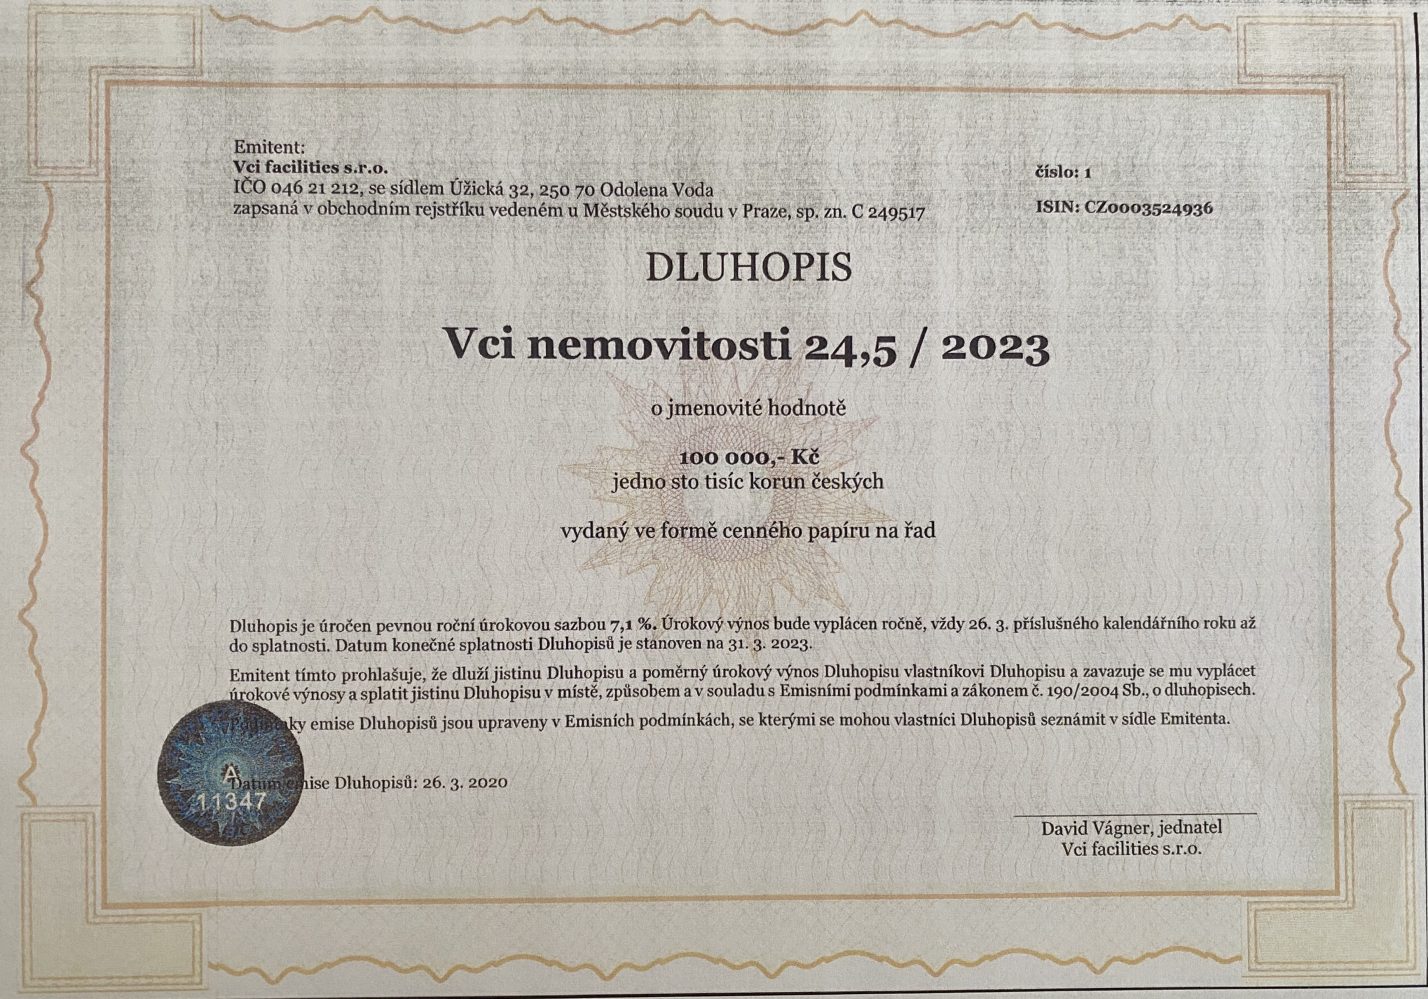 Emitent:
Vci facilities s.r.o.
IČO 046 21 212, se sídlem Úžická 32, 250 70 Odolena Voda
zapsaná v obchodním rejstříku vedeném u Městského soudu v Praze, sp. zn. C 249517
číslo: 1
ISIN: CZ0003524936
DLUHOPIS
Vci nemovitosti 24,5 / 2023
o jmenovité hodnotě
100 000,- Kč
jedno sto tisíc korun českých
vydaný ve formě cenného papíru na řad
Dluhopis je úročen pevnou roční úrokovou sazbou 7,1 %. Úrokový výnos bude vyplácen ročně, vždy 26. 3. příslušného kalendářního roku až
do splatnosti. Datum konečné splatnosti Dluhopisů je stanoven na 31. 3. 2023.
Emitent tímto prohlašuje, že dluží jistinu Dluhopisu a poměrný úrokový výnos Dluhopisu vlastníkovi Dluhopisu a zavazuje se mu vyplácet
úrokové výnosy a splatit jistinu Dluhopisu v místě, způsobem a v souladu s Emisními podmínkami a zákonem č. 190/2004 Sb., o dluhopisech.
Podmínky emise Dluhopisů jsou upraveny v Emisních podmínkách, se kterými se mohou vlastníci Dluhopisů seznámit v sídle Emitenta.
A
11347
Datum emise Dluhopisů: 26. 3. 2020
David Vágner, jednatel
Vci facilities s.r.o.